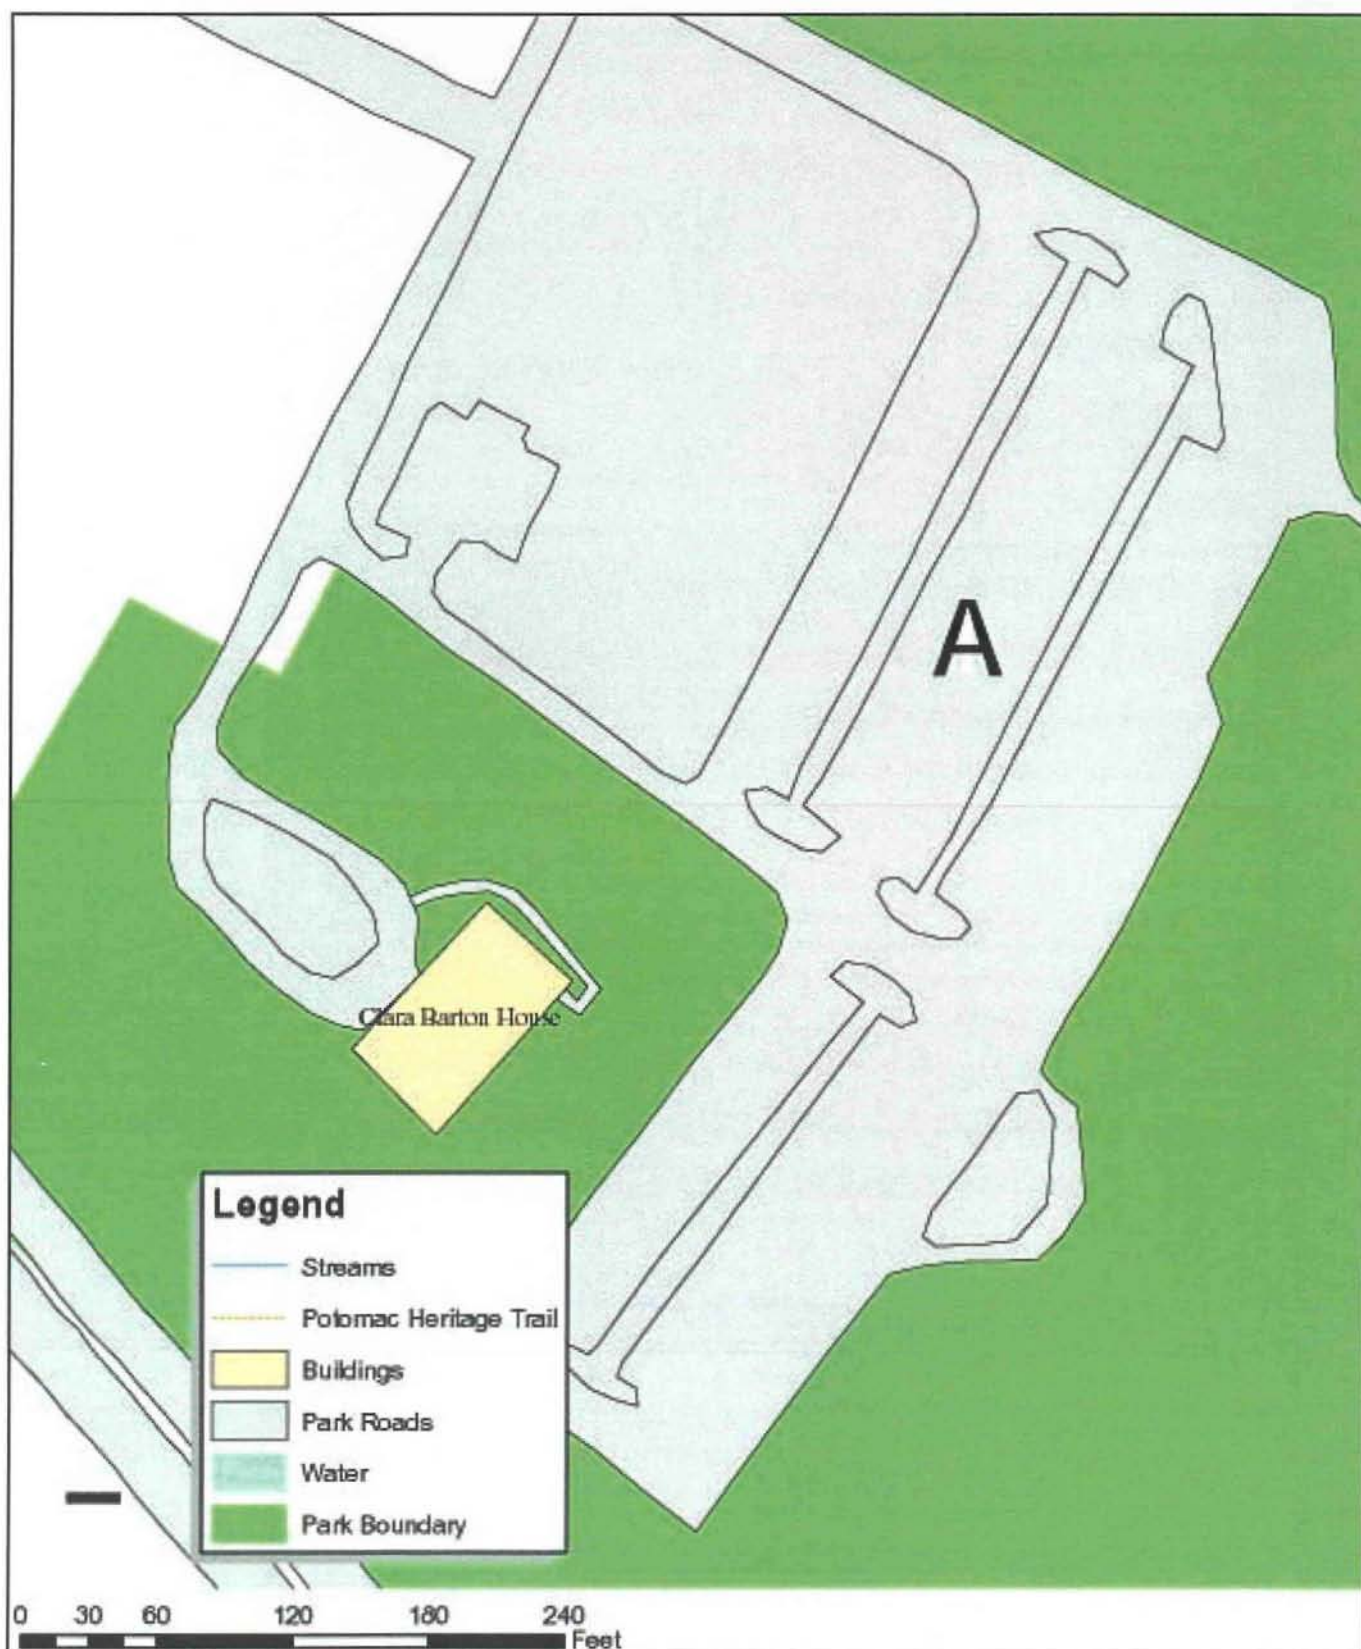 A
Clara Barton House
Legend
Streams
Potomac Heritage Trail
Buildings
Park Roads
Water
Park Boundary
0 30 60 120 180 240
Feet